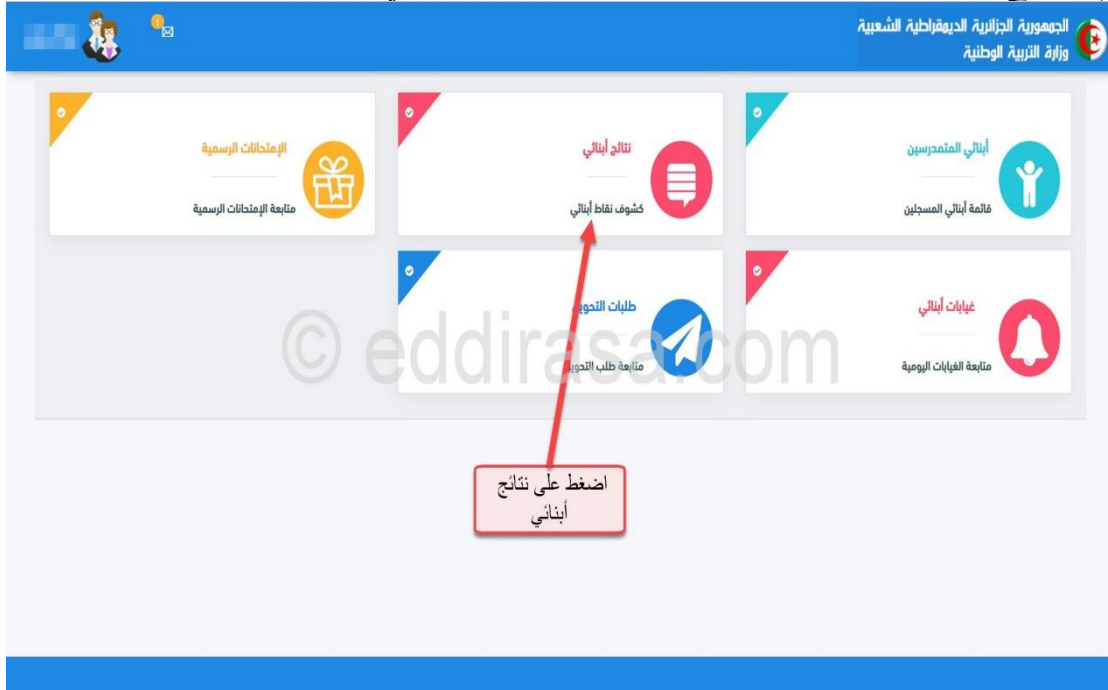 الجمهورية الجزائرية الديمقراطية الشعبية
وزارة التربية الوطنية
1
أبنائي المتمدرسين
قائمة أبنائي المسجلين
نتائج أبنائي
كشوف نقاط أبنائي
الإمتحانات الرسمية
متابعة الإمتحانات الرسمية
غيابات أبنائي
متابعة الغيابات اليومية
طلبات التحويل
متابعة طلب التحويل
© eddirasa.com
اضغط على نتائج
أبنائي